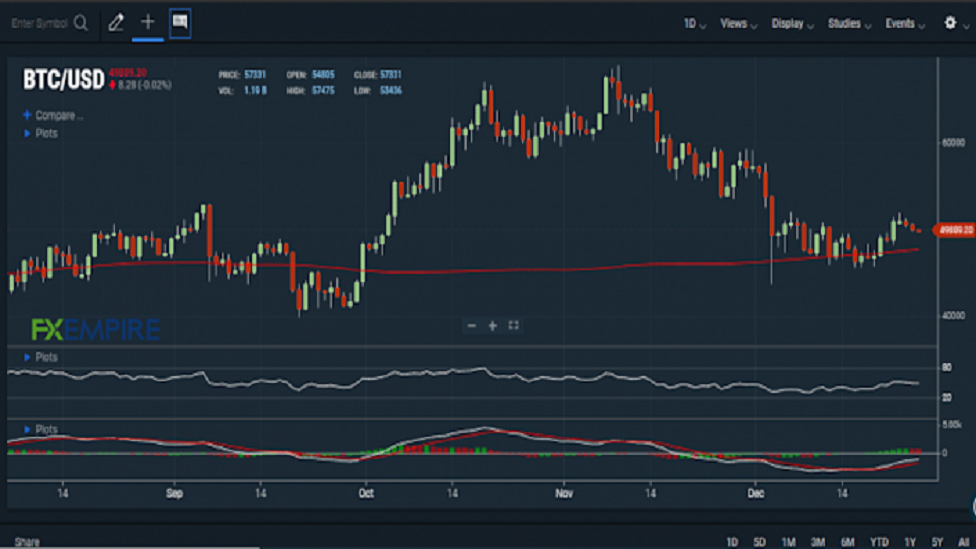 Enter Symbol 1D Views Display Studies Events
BTC/USD 49889.20
8.28 (-0.02%)
PRICE: 57331 OPEN: 54805 CLOSE: 57331
VOL: 1.19 B HIGH: 57475 LOW: 53436
+ Compare ...
Plots
60000
49889.20
40000
FXEMPIRE
Plots
80
20
Plots
5.00k
0
14 Sep 14 Oct 14 Nov 14 Dec 14
Share
1D 5D 1M 3M 6M YTD 1Y 5Y All